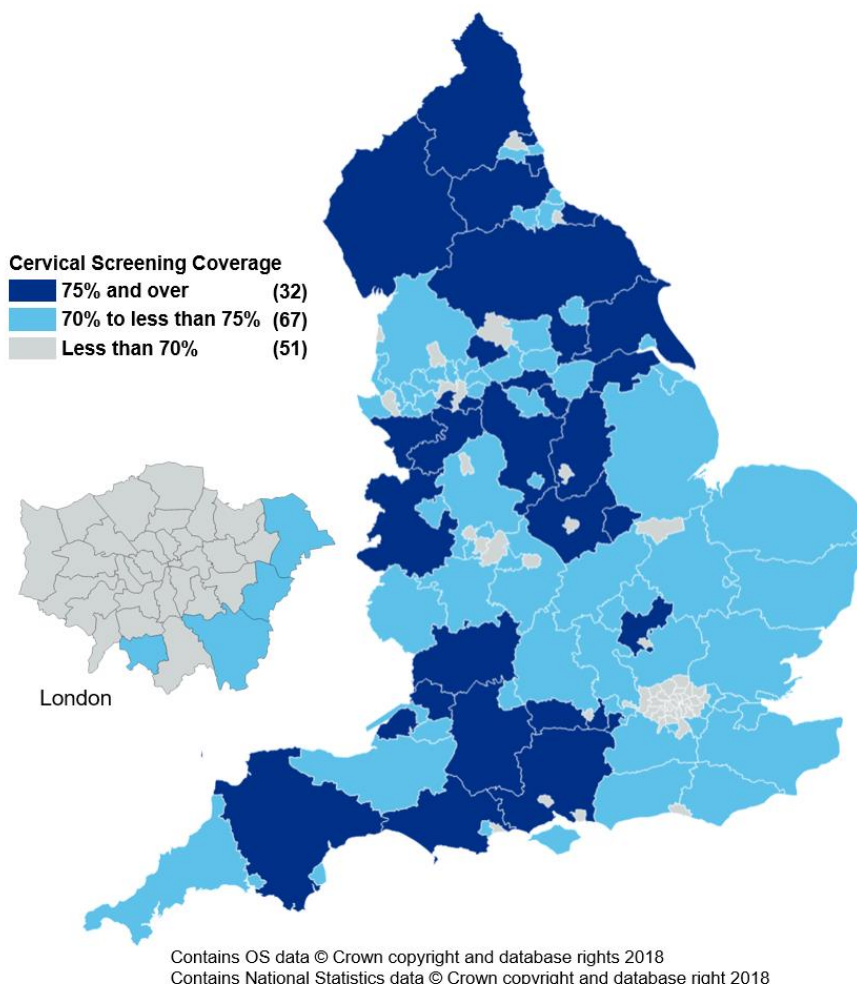 Cervical Screening Coverage
75% and over (32)
70% to less than 75% (67)
Less than 70% (51)
London
Contains OS data © Crown copyright and database rights 2018
Contains National Statistics data © Crown copyright and database right 2018